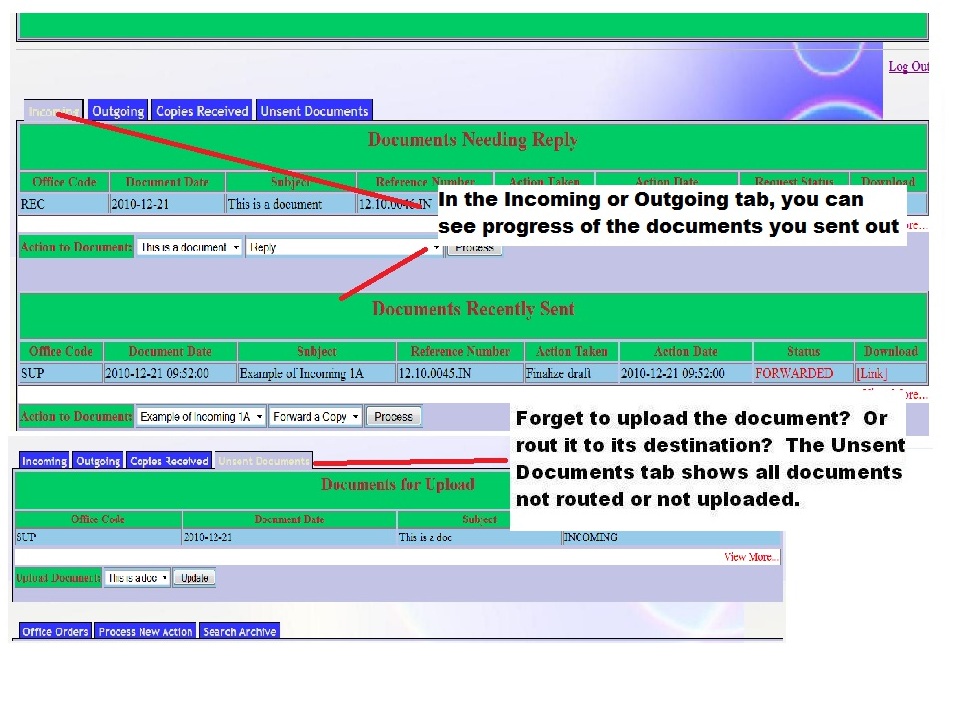 Log Out
Incoming Outgoing Copies Received Unsent Documents
Documents Needing Reply
Office Code Document Date Subject Reference Number Action Taken Action Date Request Status Download
REC 2010-12-21 This is a document 12.10.0046.IN
In the Incoming or Outgoing tab, you can
see progress of the documents you sent out
Action to Document: This is a document Reply Process
Documents Recently Sent
Office Code Document Date Subject Reference Number Action Taken Action Date Status Download
SUP 2010-12-21 09:52:00 Example of Incoming 1A 12.10.0045.IN Finalize draft 2010-12-21 09:52:00 FORWARDED [Link]
Action to Document: Example of Incoming 1A Forward a Copy Process
Forget to upload the document? Or
rout it to its destination? The Unsent
Documents tab shows all documents
not routed or not uploaded.
Incoming Outgoing Copies Received Unsent Documents
Documents for Upload
Office Code Document Date Subject
SUP 2010-12-21 This is a doc INCOMING
View More...
Upload Document: This is a doc Update
Office Orders Process New Action Search Archive